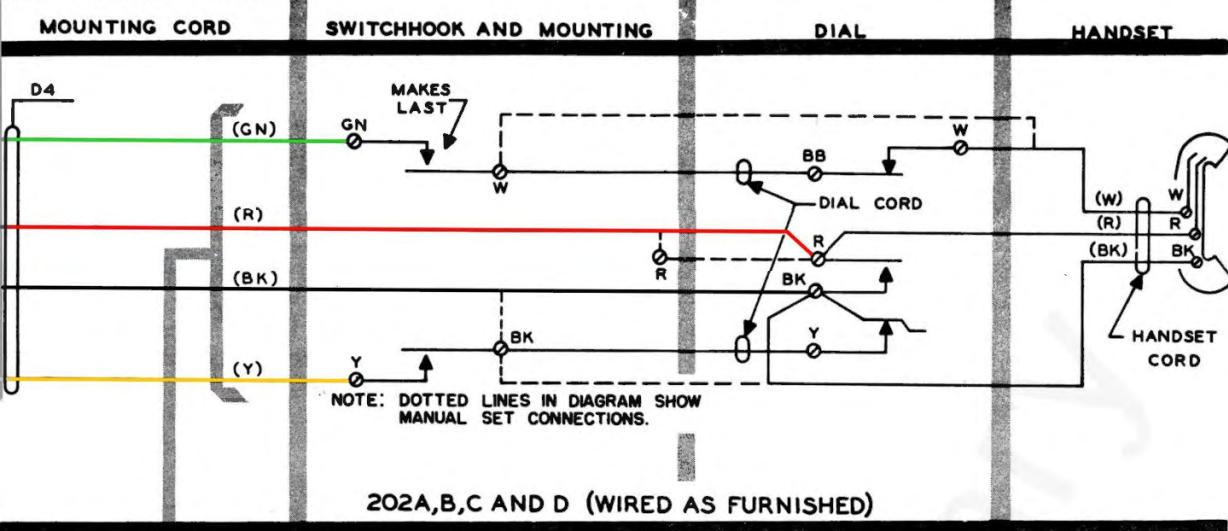 MOUNTING CORD
SWITCHHOOK AND MOUNTING
DIAL
HANDSET
D4
MAKES
LAST
(GN)
GN
W
BB
W
W
DIAL CORD
(W)
(R)
(BK)
W
R
BK
(R)
R
R
(BK)
BK
BK
Y
HANDSET
CORD
(Y)
Y
NOTE: DOTTED LINES IN DIAGRAM SHOW
MANUAL SET CONNECTIONS.
202A,B,C AND D (WIRED AS FURNISHED)